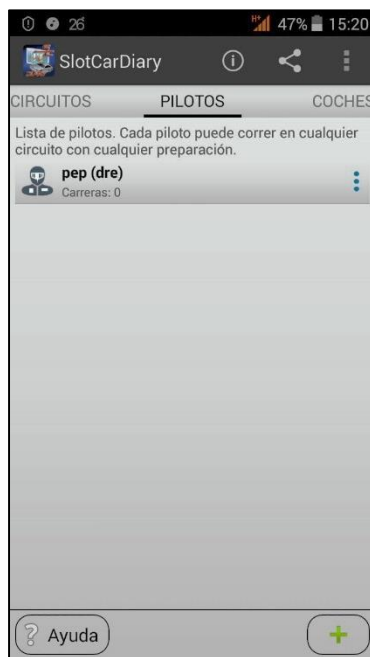 26 47% 15:20
SlotCarDiary
CIRCUITOS PILOTOS COCHES
Lista de pilotos. Cada piloto puede correr en cualquier
circuito con cualquier preparación.
pep (dre)
Carreras: 0
? Ayuda +